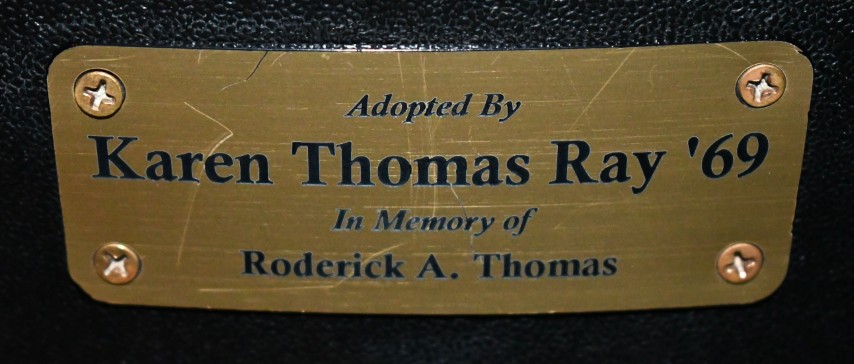 Adopted By
Karen Thomas Ray '69
In Memory of
Roderick A. Thomas